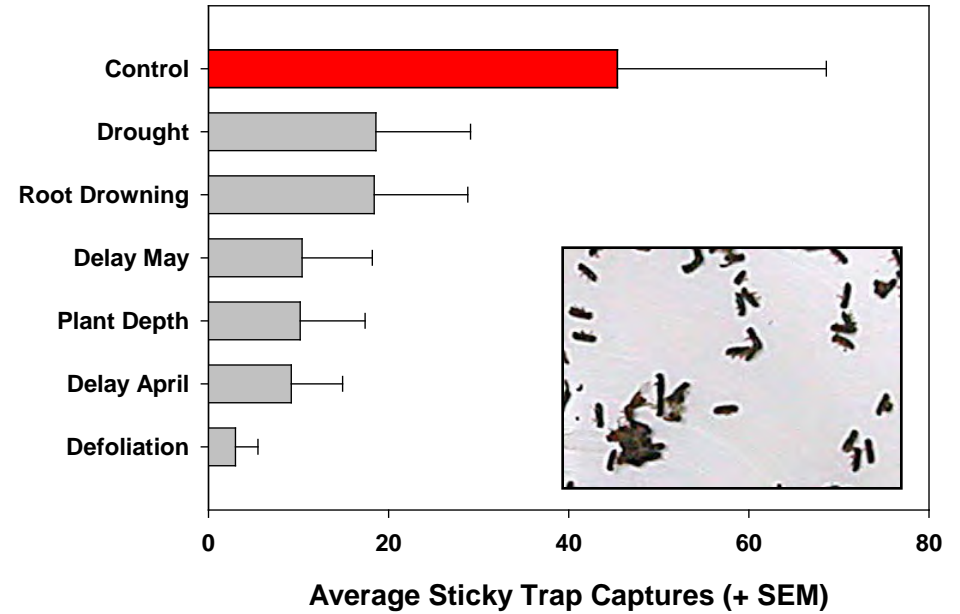 Control
Drought
Root Drowning
Delay May
Plant Depth
Delay April
Defoliation
0 20 40 60 80
Average Sticky Trap Captures (+ SEM)